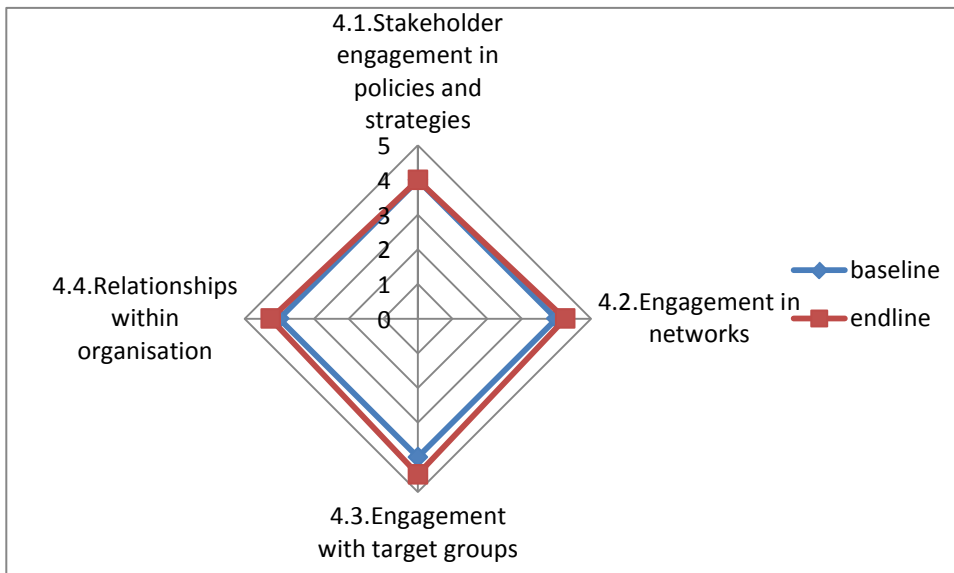 4.1.Stakeholder
engagement in
policies and
strategies
5
4
3
2
1
0
4.4.Relationships
within
organisation
4.2.Engagement in
networks
baseline
endline
4.3.Engagement
with target groups